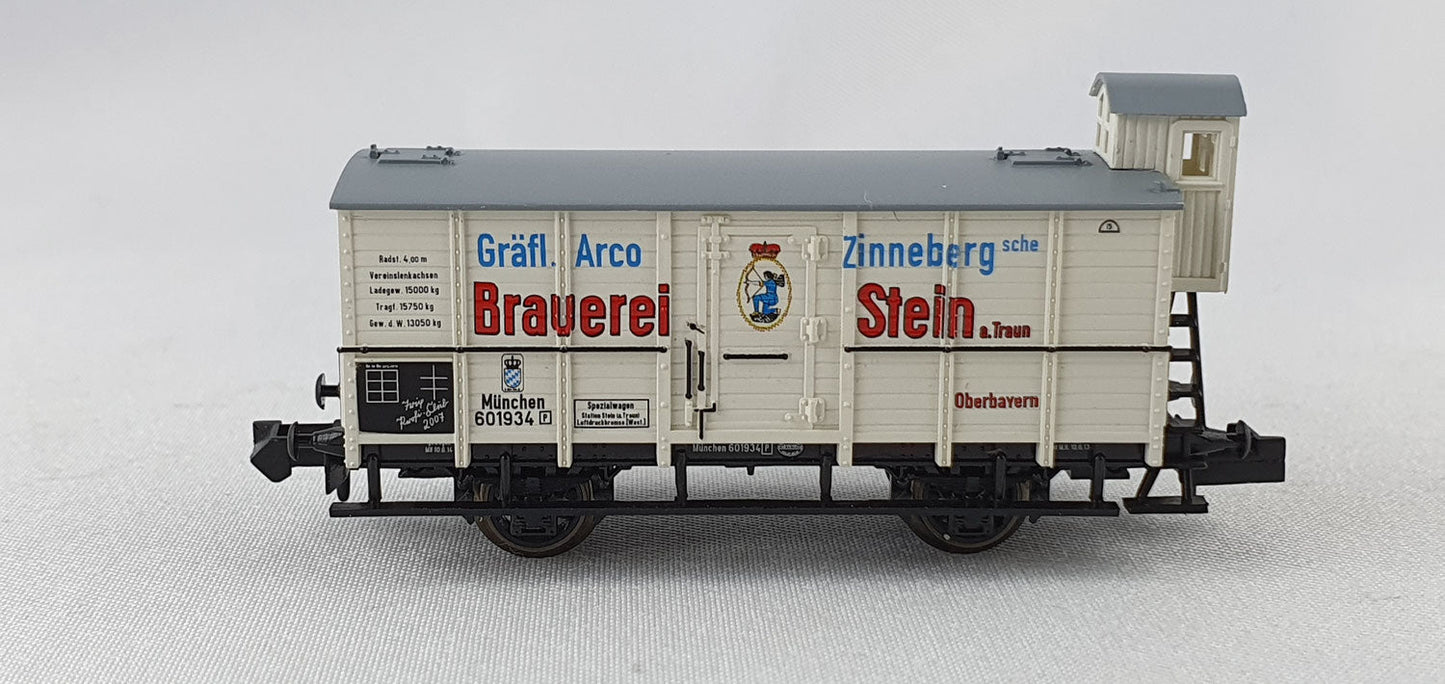 Gräfl. Arco Zinneberg sche
Brauerei Stein a. Traun
Radst. 4,00 m
Vereinslenkachsen
Ladegew. 15000 kg
Tragf. 15750 kg
Gew. d. W. 13050 kg
2007
München
601934 P
Spezialwagen
Station Stein (a. Traun)
Luftdruckbremse (West.)
Oberbayern
München 601934 P